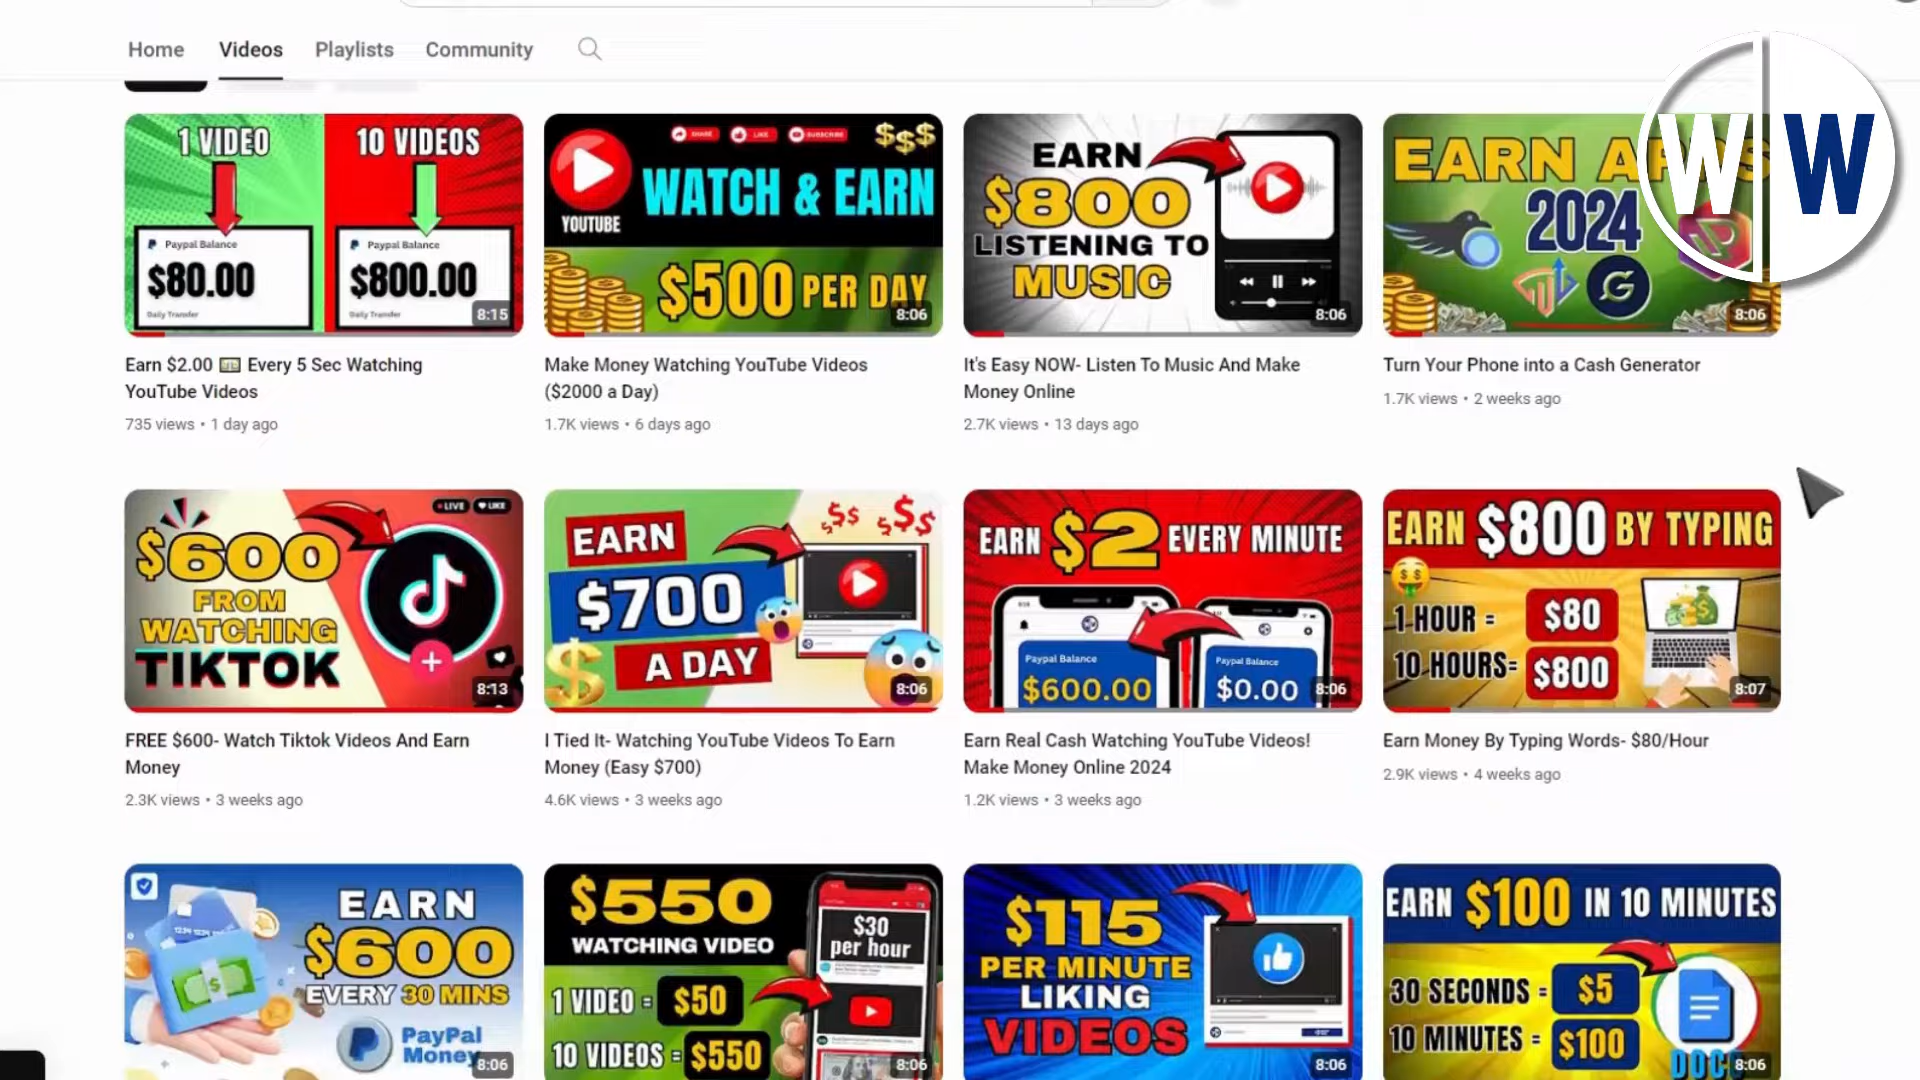 Home Videos Playlists Community
W W
1 VIDEO 10 VIDEOS
Paypal Balance Paypal Balance
$80.00 $800.00
Daily Transfer Daily Transfer
8:15
SHARE LIKE SUBSCRIBE $$$
WATCH & EARN
YOUTUBE
$500 PER DAY
8:06
EARN
$800
LISTENING TO
MUSIC
8:06
EARN APPS
2024
8:06
Earn $2.00 💵 Every 5 Sec Watching
YouTube Videos
735 views • 1 day ago
Make Money Watching YouTube Videos
($2000 a Day)
1.7K views • 6 days ago
It's Easy NOW- Listen To Music And Make
Money Online
2.7K views • 13 days ago
Turn Your Phone into a Cash Generator
1.7K views • 2 weeks ago
LIVE LIKE
$600
FROM
WATCHING
TIKTOK
8:13
$$$ $$$
EARN
$700
A DAY
8:06
EARN $2 EVERY MINUTE
Paypal Balance Paypal Balance
$600.00 $0.00
8:06
EARN $800 BY TYPING
1 HOUR = $80
10 HOURS= $800
8:07
FREE $600- Watch Tiktok Videos And Earn
Money
2.3K views • 3 weeks ago
I Tied It- Watching YouTube Videos To Earn
Money (Easy $700)
4.6K views • 3 weeks ago
Earn Real Cash Watching YouTube Videos!
Make Money Online 2024
1.2K views • 3 weeks ago
Earn Money By Typing Words- $80/Hour
2.9K views • 4 weeks ago
EARN
$600
EVERY 30 MINS
PayPal
Money
8:06
$550
WATCHING VIDEO
$30
per hour
1 VIDEO = $50
10 VIDEOS = $550
8:06
$115
PER MINUTE
LIKING
VIDEOS
8:06
EARN $100 IN 10 MINUTES
30 SECONDS = $5
10 MINUTES = $100
8:06